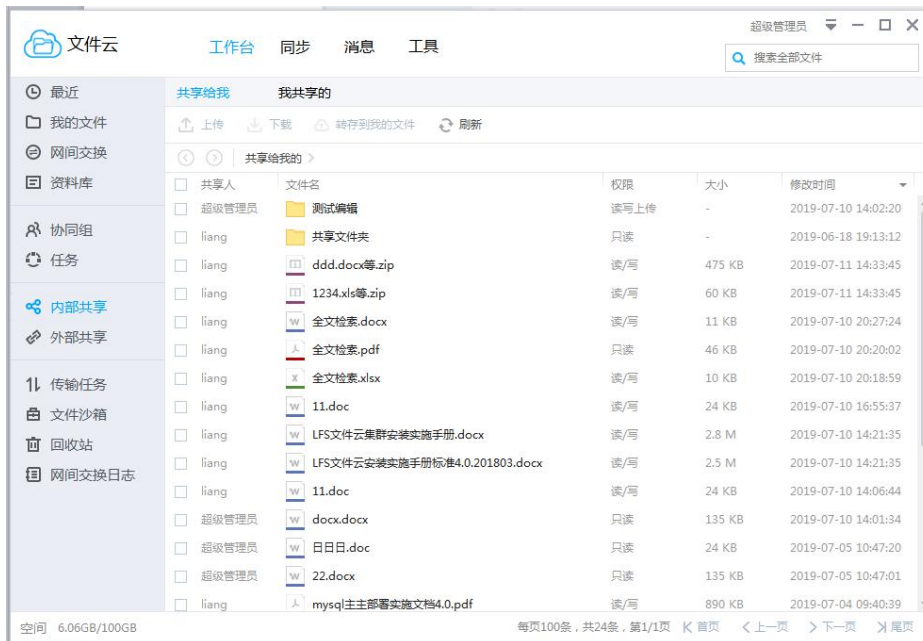 超级管理员
文件云 工作台 同步 消息 工具
搜索全部文件
最近
我的文件
网间交换
资料库
协同组
任务
内部共享
外部共享
传输任务
文件沙箱
回收站
网间交换日志
共享给我 我共享的
上传 下载 转存到我的文件 刷新
共享给我的
共享人 文件名 权限 大小 修改时间
超级管理员 测试编辑 读写上传 - 2019-07-10 14:02:20
liang 共享文件夹 只读 - 2019-06-18 19:13:12
liang ddd.docx等.zip 读/写 475 KB 2019-07-11 14:33:45
liang 1234.xls等.zip 读/写 60 KB 2019-07-11 14:33:45
liang 全文检索.docx 读/写 11 KB 2019-07-10 20:27:24
liang 全文检索.pdf 只读 46 KB 2019-07-10 20:20:02
liang 全文检索.xlsx 读/写 10 KB 2019-07-10 20:18:59
liang 11.doc 读/写 24 KB 2019-07-10 16:55:37
liang LFS文件云集群安装实施手册.docx 读/写 2.8 M 2019-07-10 14:21:35
liang LFS文件云安装实施手册标准4.0.201803.docx 读/写 2.5 M 2019-07-10 14:21:35
liang 11.doc 读/写 24 KB 2019-07-10 14:06:44
超级管理员 docx.docx 只读 135 KB 2019-07-10 14:01:34
超级管理员 日日日.doc 只读 24 KB 2019-07-05 10:47:20
超级管理员 22.docx 只读 135 KB 2019-07-05 10:47:01
liang mysql主主部署实施文档4.0.pdf 读/写 890 KB 2019-07-04 09:40:39
空间 6.06GB/100GB 每页100条，共24条，第1/1页 首页 上一页 下一页 尾页